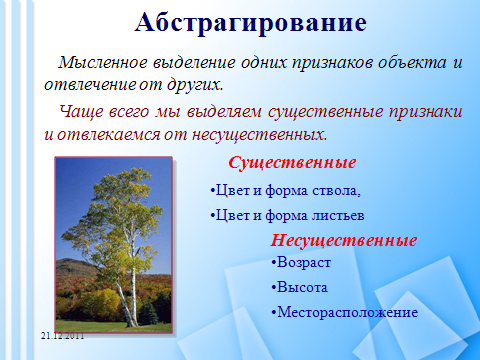 Абстрагирование
Мысленное выделение одних признаков объекта и
отвлечение от других.
Чаще всего мы выделяем существенные признаки
и отвлекаемся от несущественных.
Существенные
•Цвет и форма ствола,
•Цвет и форма листьев
Несущественные
•Возраст
•Высота
•Месторасположение
21.12.2011